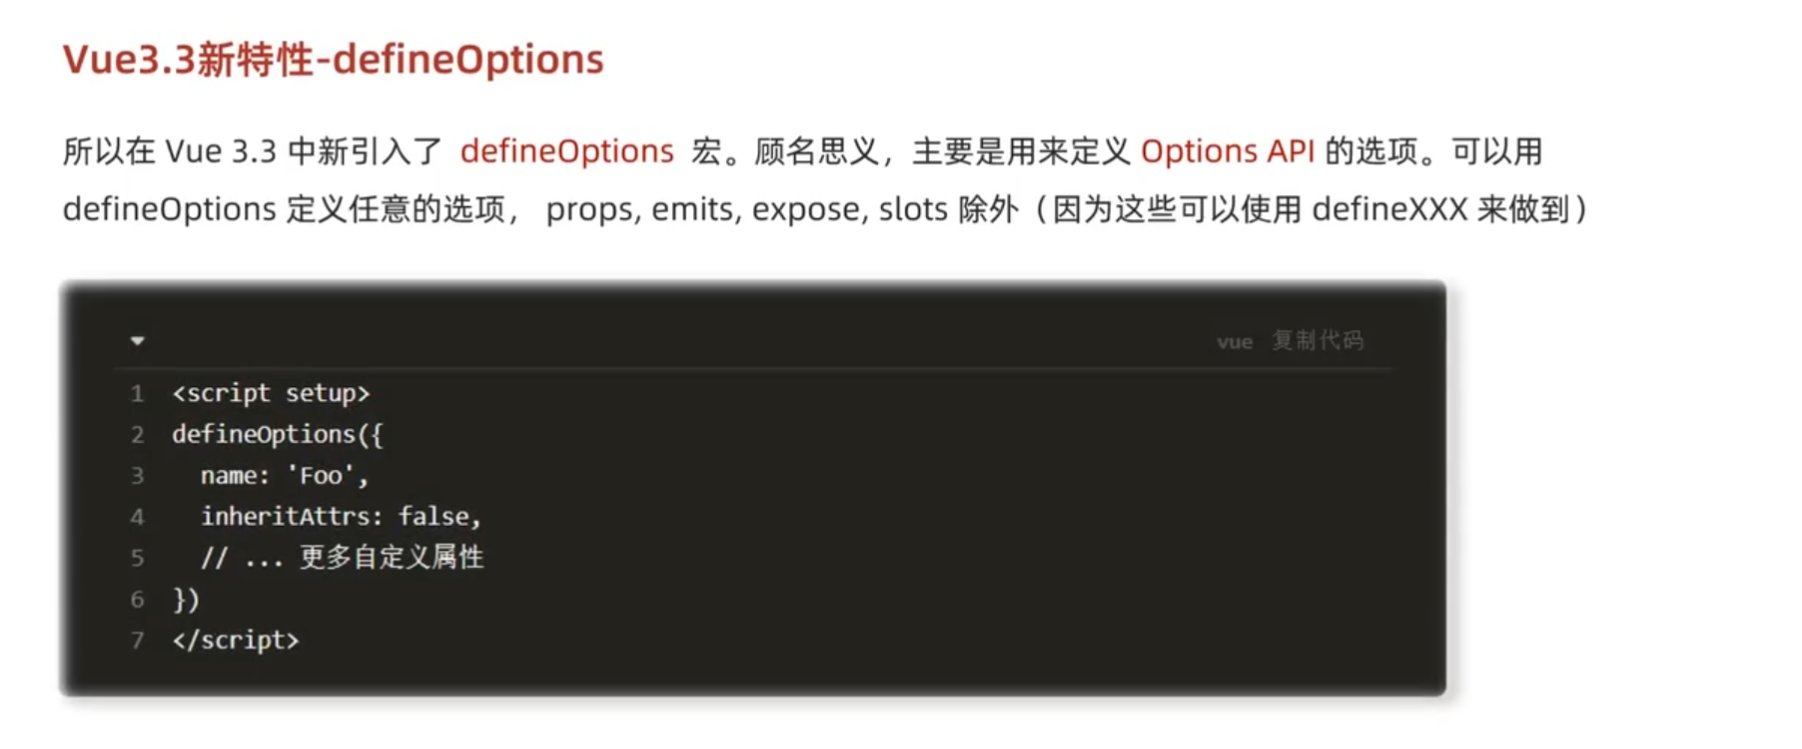 Vue3.3新特性-defineOptions
所以在 Vue 3.3 中新引入了 defineOptions 宏。顾名思义，主要是用来定义 Options API 的选项。可以用
defineOptions 定义任意的选项， props, emits, expose, slots 除外（因为这些可以使用 defineXXX 来做到）
vue 复制代码
1 <script setup>
2 defineOptions({
3   name: 'Foo',
4   inheritAttrs: false,
5   // ... 更多自定义属性
6 })
7 </script>